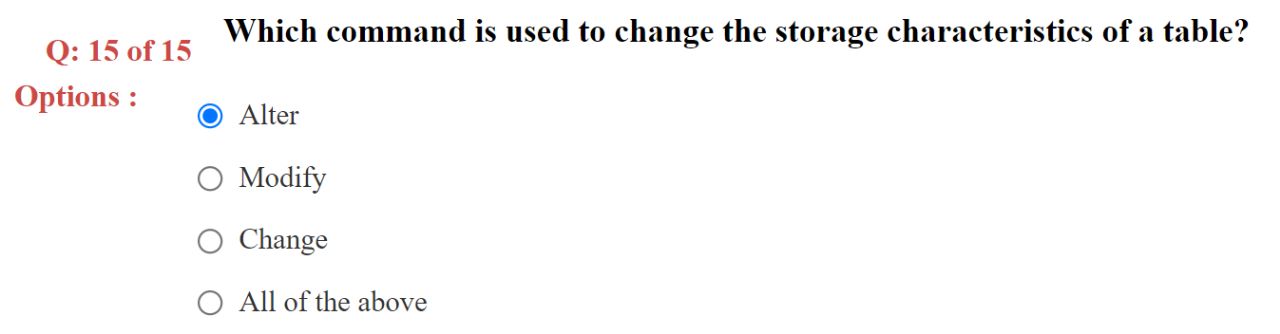 Which command is used to change the storage characteristics of a table?
Q: 15 of 15
Options :
Alter
Modify
Change
All of the above